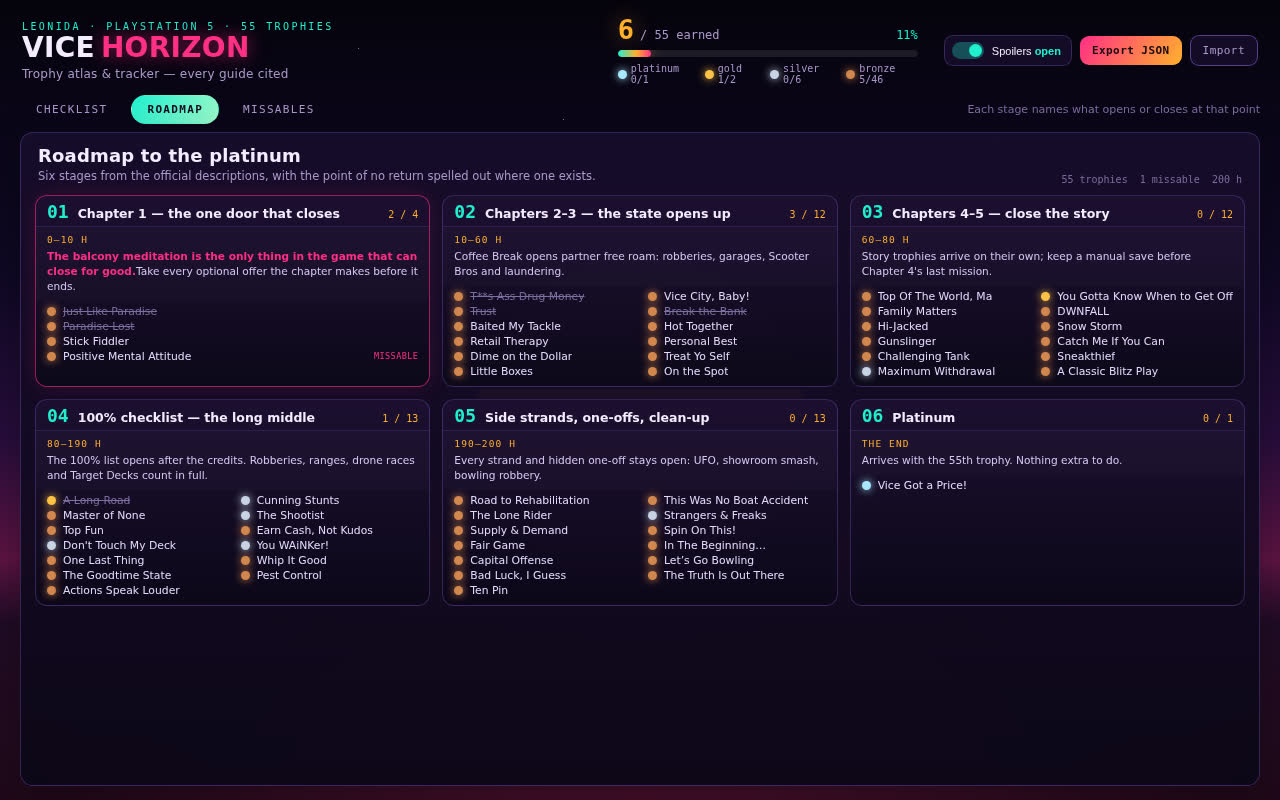 LEONIDA · PLAYSTATION 5 · 55 TROPHIES
VICE HORIZON
Trophy atlas & tracker — every guide cited
6 / 55 earned 11%
platinum 0/1
gold 1/2
silver 0/6
bronze 5/46
Spoilers open
Export JSON
Import
CHECKLIST
ROADMAP
MISSABLES
Each stage names what opens or closes at that point
Roadmap to the platinum
Six stages from the official descriptions, with the point of no return spelled out where one exists.
55 trophies 1 missable 200 h
01 Chapter 1 — the one door that closes 2 / 4
0–10 H
The balcony meditation is the only thing in the game that can
close for good.Take every optional offer the chapter makes before it
ends.
Just Like Paradise
Paradise Lost
Stick Fiddler
Positive Mental Attitude MISSABLE
02 Chapters 2–3 — the state opens up 3 / 12
10–60 H
Coffee Break opens partner free roam: robberies, garages, Scooter
Bros and laundering.
T**s Ass Drug Money
Trust
Baited My Tackle
Retail Therapy
Dime on the Dollar
Little Boxes
Vice City, Baby!
Break the Bank
Hot Together
Personal Best
Treat Yo Self
On the Spot
03 Chapters 4–5 — close the story 0 / 12
60–80 H
Story trophies arrive on their own; keep a manual save before
Chapter 4's last mission.
Top Of The World, Ma
Family Matters
Hi-Jacked
Gunslinger
Challenging Tank
Maximum Withdrawal
You Gotta Know When to Get Off
DWNFALL
Snow Storm
Catch Me If You Can
Sneakthief
A Classic Blitz Play
04 100% checklist — the long middle 1 / 13
80–190 H
The 100% list opens after the credits. Robberies, ranges, drone races
and Target Decks count in full.
A Long Road
Master of None
Top Fun
Don't Touch My Deck
One Last Thing
The Goodtime State
Actions Speak Louder
Cunning Stunts
The Shootist
Earn Cash, Not Kudos
You WAiNKer!
Whip It Good
Pest Control
05 Side strands, one-offs, clean-up 0 / 13
190–200 H
Every strand and hidden one-off stays open: UFO, showroom smash,
bowling robbery.
Road to Rehabilitation
The Lone Rider
Supply & Demand
Fair Game
Capital Offense
Bad Luck, I Guess
Ten Pin
This Was No Boat Accident
Strangers & Freaks
Spin On This!
In The Beginning...
Let’s Go Bowling
The Truth Is Out There
06 Platinum 0 / 1
THE END
Arrives with the 55th trophy. Nothing extra to do.
Vice Got a Price!